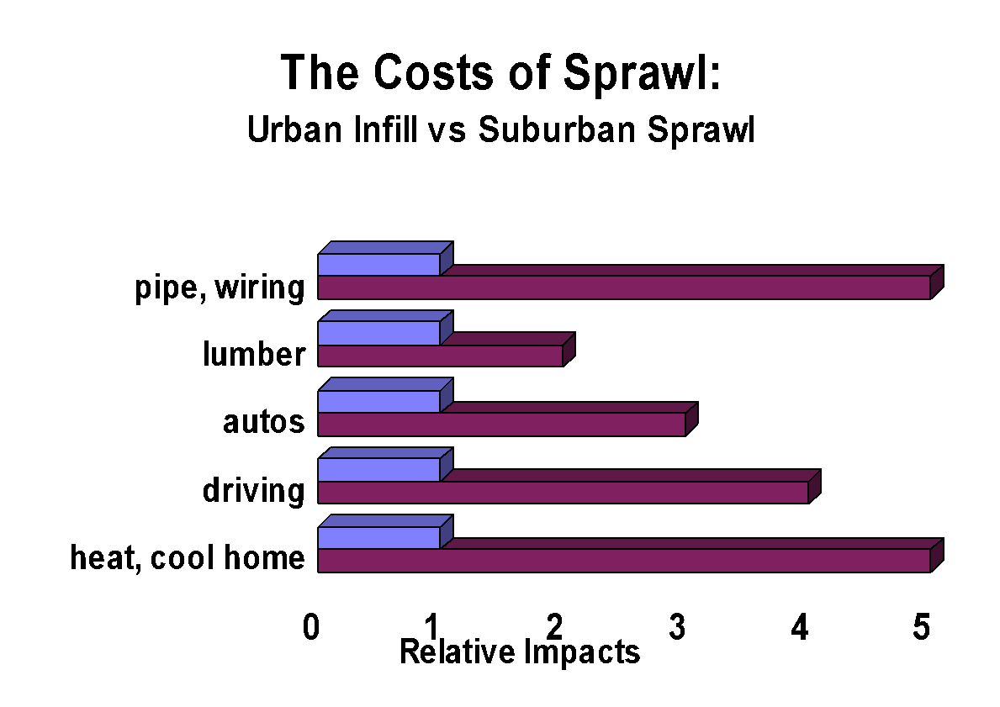 The Costs of Sprawl:
Urban Infill vs Suburban Sprawl
pipe, wiring
lumber
autos
driving
heat, cool home
0 1 2 3 4 5
Relative Impacts